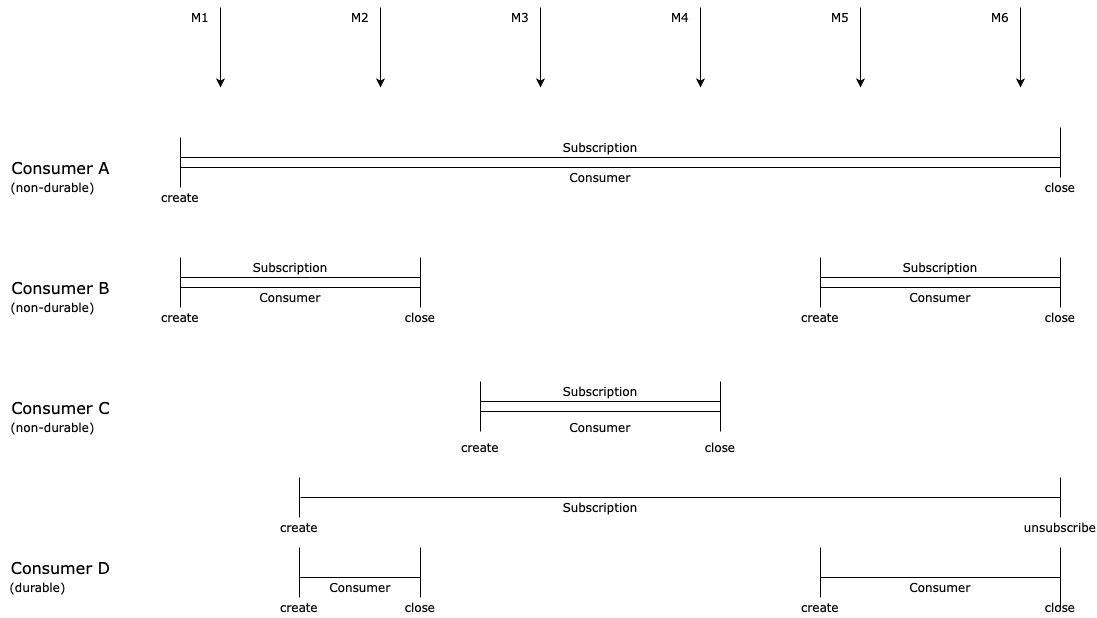 M1
M2
M3
M4
M5
M6
Subscription
Consumer A
(non-durable)
Consumer
create
close
Subscription
Subscription
Consumer B
(non-durable)
Consumer
Consumer
create
close
create
close
Subscription
Consumer C
(non-durable)
Consumer
create
close
Subscription
create
unsubscribe
Consumer D
(durable)
Consumer
Consumer
create
close
create
close